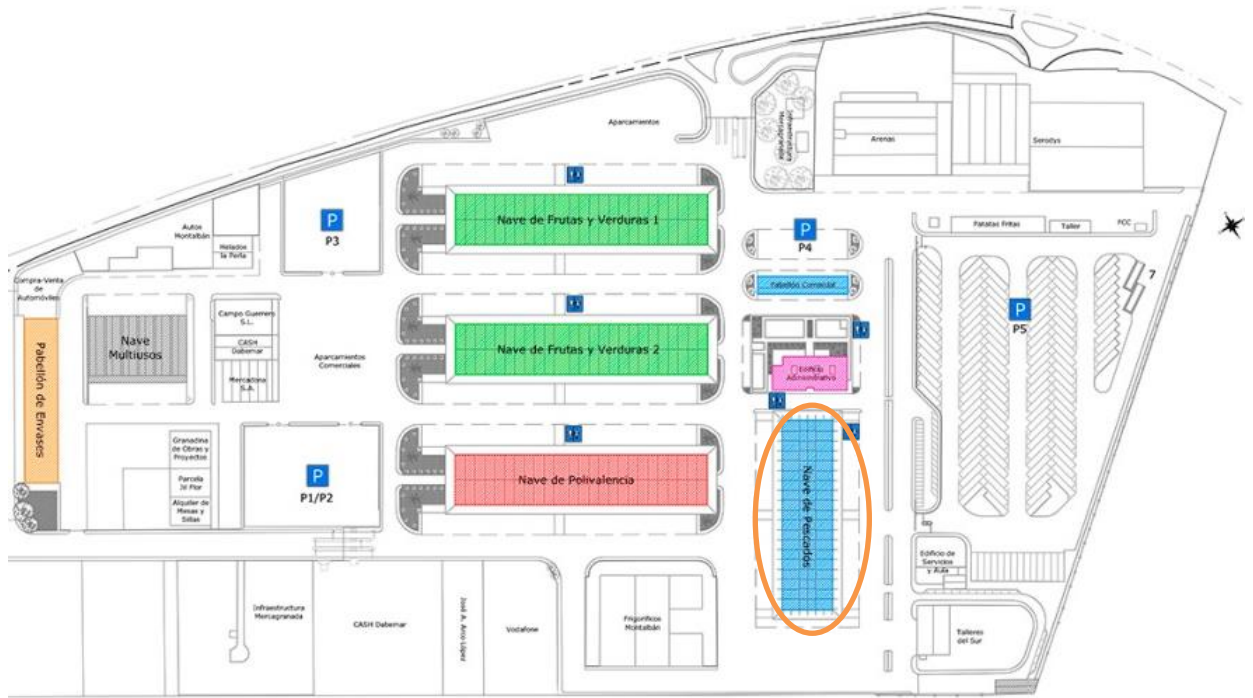 Aparcamientos
Infraestructura
Mercagranada
Arenas
Serodys
Nave de Frutas y Verduras 1
P
P3
Autos
Montalbán
Helados
la Perla
P
P4
Patatas Fritas
Taller
FCC
Compra-Venta
de
Automóviles
Pabellón Comercial
7
P
P5
Nave
Multiusos
Campo Guerrero
S.L.
CASH
Dabemar
Mercadona
S.A.
Aparcamientos
Comerciales
Nave de Frutas y Verduras 2
Edificio
Administrativo
Pabellón de Envases
Granadina
de Obras y
Proyectos
Parcela
Jil Flor
Alquiler de
Mesas y
Sillas
P
P1/P2
Nave de Polivalencia
Nave de Pescados
Edificio de
Servicios
y Aula
Infraestructura
Mercagranada
CASH Dabemar
José A. Arco López
Vodafone
Frigoríficos
Montalbán
Talleres
del Sur